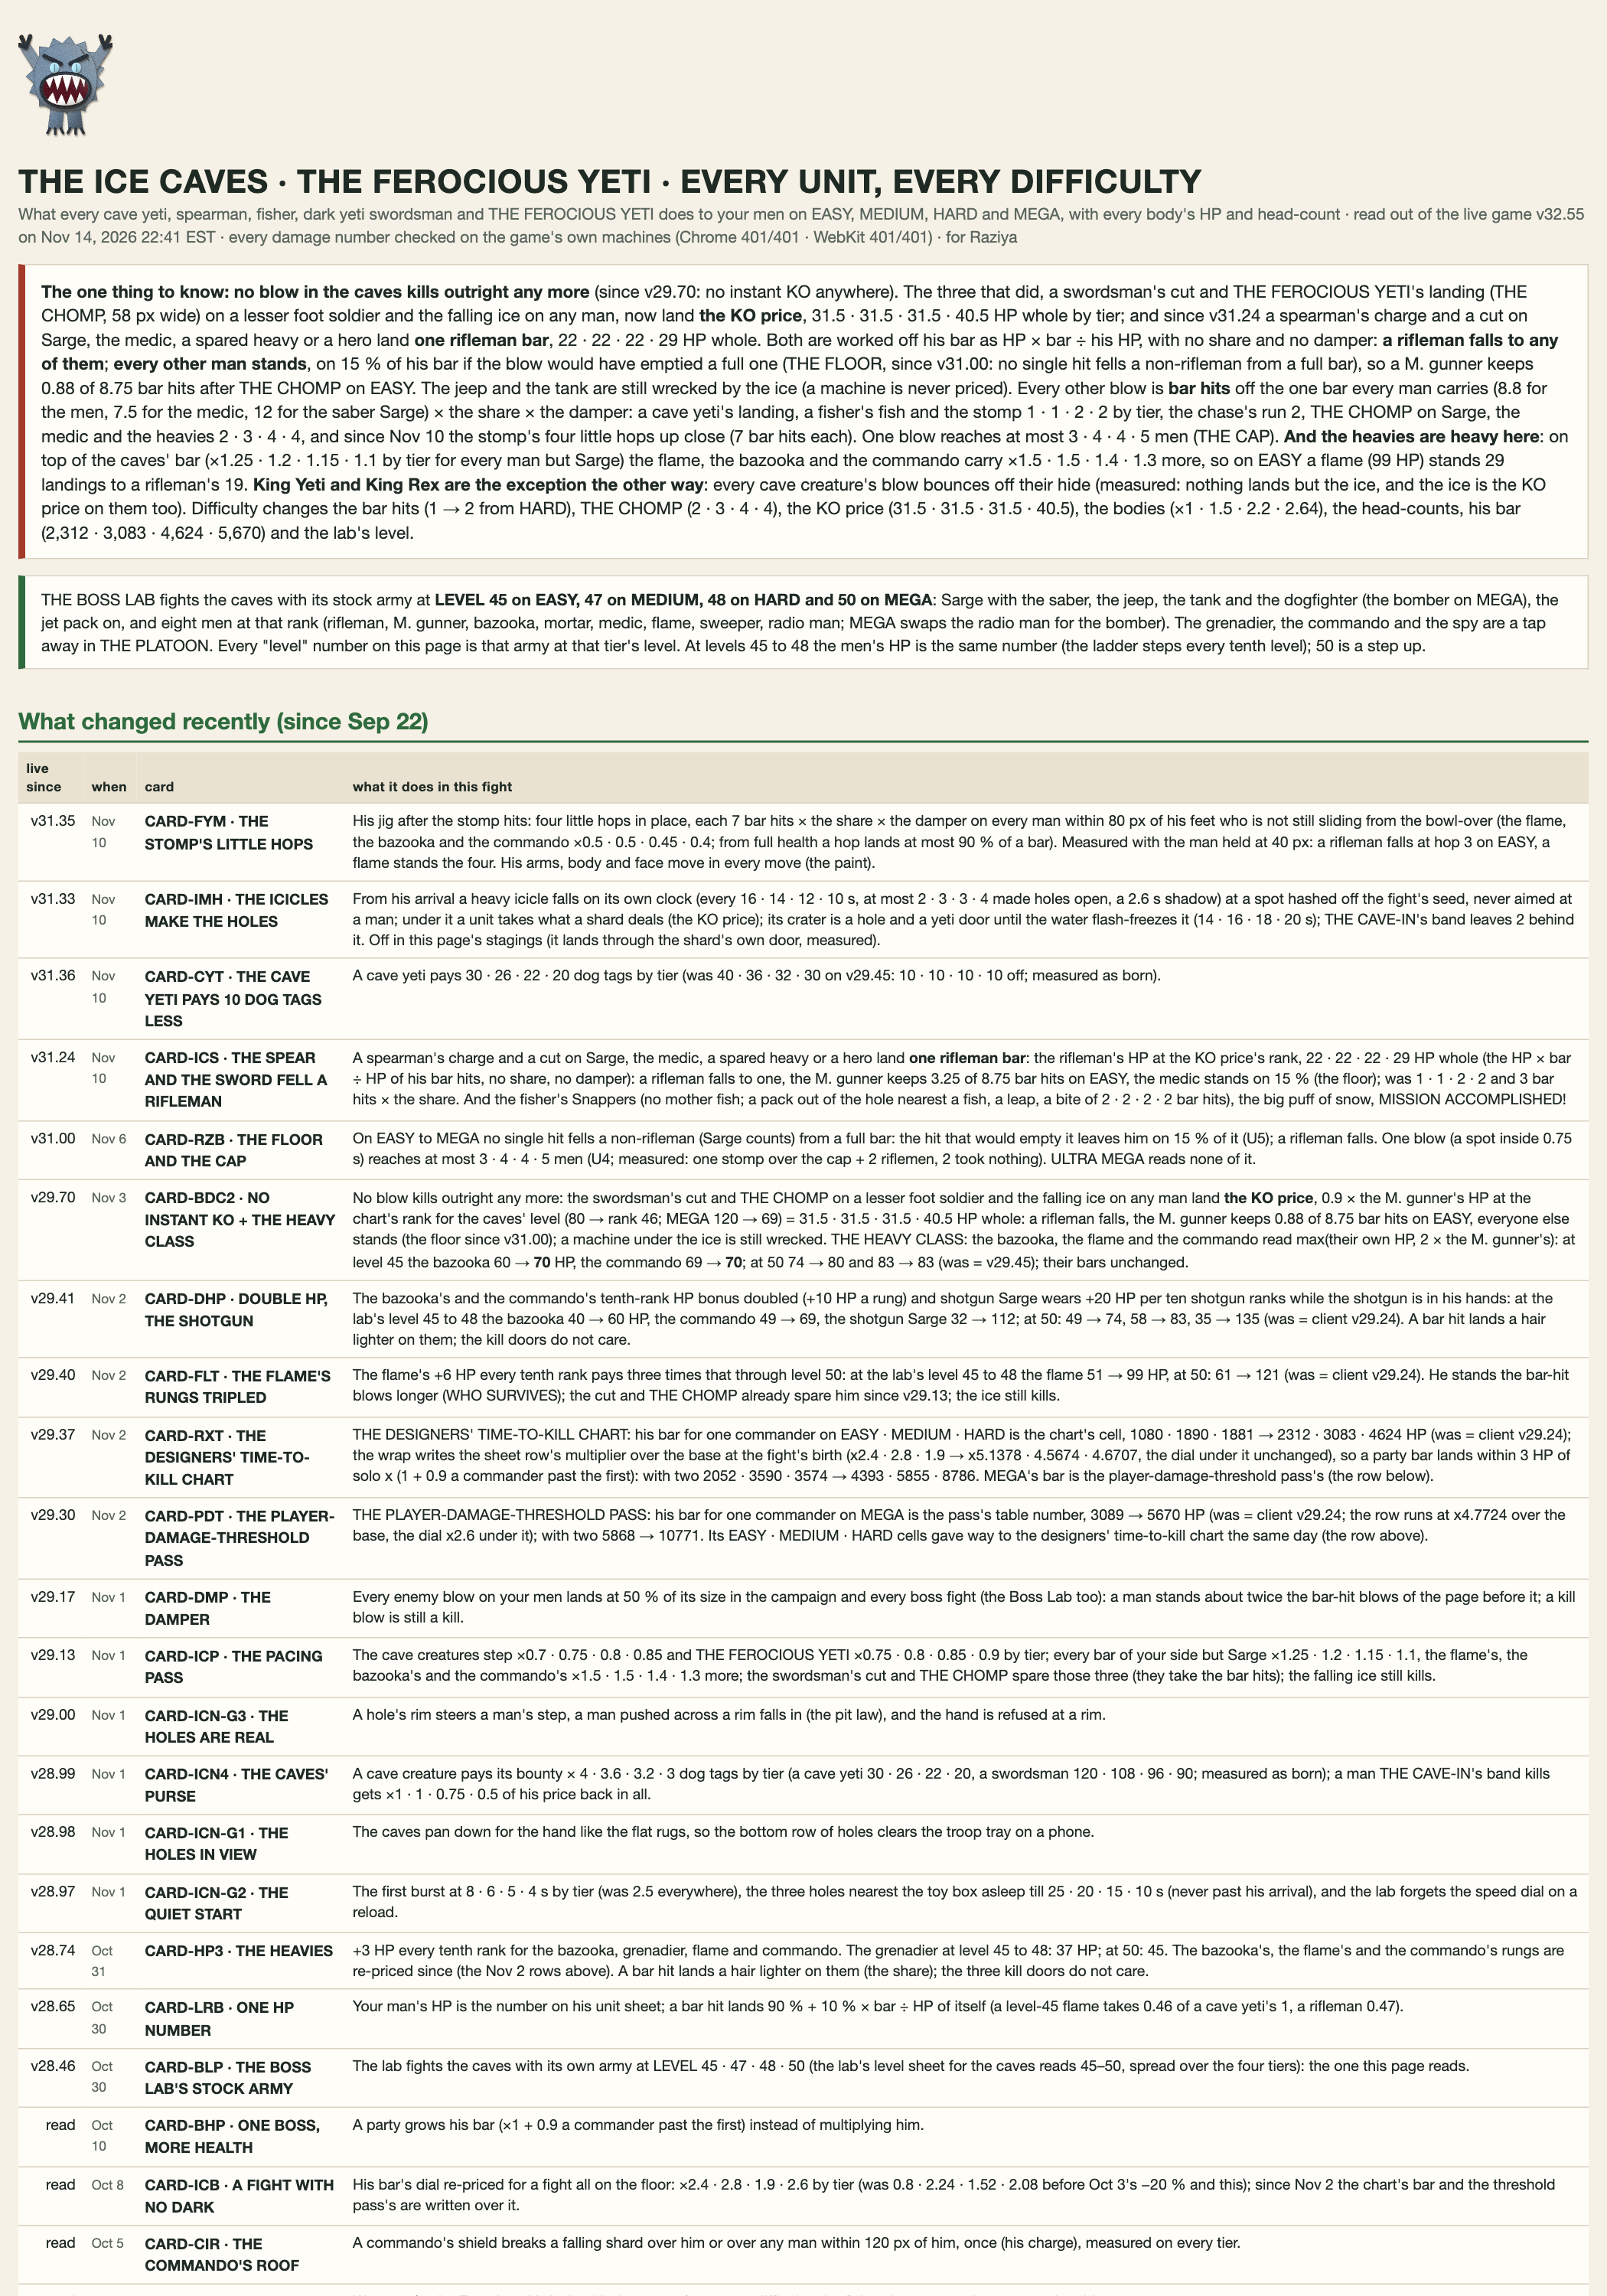 THE ICE CAVES · THE FEROCIOUS YETI · EVERY UNIT, EVERY DIFFICULTY
What every cave yeti, spearman, fisher, dark yeti swordsman and THE FEROCIOUS YETI does to your men on EASY, MEDIUM, HARD and MEGA, with every body's HP and head-count · read out of the live game v32.55
on Nov 14, 2026 22:41 EST · every damage number checked on the game's own machines (Chrome 401/401 · WebKit 401/401) · for Raziya
The one thing to know: no blow in the caves kills outright any more (since v29.70: no instant KO anywhere). The three that did, a swordsman's cut and THE FEROCIOUS YETI's landing (THE
CHOMP, 58 px wide) on a lesser foot soldier and the falling ice on any man, now land the KO price, 31.5 · 31.5 · 31.5 · 40.5 HP whole by tier; and since v31.24 a spearman's charge and a cut on
Sarge, the medic, a spared heavy or a hero land one rifleman bar, 22 · 22 · 22 · 29 HP whole. Both are worked off his bar as HP × bar ÷ his HP, with no share and no damper: a rifleman falls to any
of them; every other man stands, on 15 % of his bar if the blow would have emptied a full one (THE FLOOR, since v31.00: no single hit fells a non-rifleman from a full bar), so a M. gunner keeps
0.88 of 8.75 bar hits after THE CHOMP on EASY. The jeep and the tank are still wrecked by the ice (a machine is never priced). Every other blow is bar hits off the one bar every man carries (8.8 for
the men, 7.5 for the medic, 12 for the saber Sarge) × the share × the damper: a cave yeti's landing, a fisher's fish and the stomp 1 · 1 · 2 · 2 by tier, the chase's run 2, THE CHOMP on Sarge, the
medic and the heavies 2 · 3 · 4 · 4, and since Nov 10 the stomp's four little hops up close (7 bar hits each). One blow reaches at most 3 · 4 · 4 · 5 men (THE CAP). And the heavies are heavy here: on
top of the caves' bar (×1.25 · 1.2 · 1.15 · 1.1 by tier for every man but Sarge) the flame, the bazooka and the commando carry ×1.5 · 1.5 · 1.4 · 1.3 more, so on EASY a flame (99 HP) stands 29
landings to a rifleman's 19. King Yeti and King Rex are the exception the other way: every cave creature's blow bounces off their hide (measured: nothing lands but the ice, and the ice is the KO
price on them too). Difficulty changes the bar hits (1 → 2 from HARD), THE CHOMP (2 · 3 · 4 · 4), the KO price (31.5 · 31.5 · 31.5 · 40.5), the bodies (×1 · 1.5 · 2.2 · 2.64), the head-counts, his bar
(2,312 · 3,083 · 4,624 · 5,670) and the lab's level.
THE BOSS LAB fights the caves with its stock army at LEVEL 45 on EASY, 47 on MEDIUM, 48 on HARD and 50 on MEGA: Sarge with the saber, the jeep, the tank and the dogfighter (the bomber on MEGA), the
jet pack on, and eight men at that rank (rifleman, M. gunner, bazooka, mortar, medic, flame, sweeper, radio man; MEGA swaps the radio man for the bomber). The grenadier, the commando and the spy are a tap
away in THE PLATOON. Every "level" number on this page is that army at that tier's level. At levels 45 to 48 the men's HP is the same number (the ladder steps every tenth level); 50 is a step up.
What changed recently (since Sep 22)
live
since when card what it does in this fight
v31.35 Nov 10 CARD-FYM · THE STOMP'S LITTLE HOPS
His jig after the stomp hits: four little hops in place, each 7 bar hits × the share × the damper on every man within 80 px of his feet who is not still sliding from the bowl-over (the flame,
the bazooka and the commando ×0.5 · 0.5 · 0.45 · 0.4; from full health a hop lands at most 90 % of a bar). Measured with the man held at 40 px: a rifleman falls at hop 3 on EASY, a
flame stands the four. His arms, body and face move in every move (the paint).
v31.33 Nov 10 CARD-IMH · THE ICICLES MAKE THE HOLES
From his arrival a heavy icicle falls on its own clock (every 16 · 14 · 12 · 10 s, at most 2 · 3 · 3 · 4 made holes open, a 2.6 s shadow) at a spot hashed off the fight's seed, never aimed at
a man; under it a unit takes what a shard deals (the KO price); its crater is a hole and a yeti door until the water flash-freezes it (14 · 16 · 18 · 20 s); THE CAVE-IN's band leaves 2 behind
it. Off in this page's stagings (it lands through the shard's own door, measured).
v31.36 Nov 10 CARD-CYT · THE CAVE YETI PAYS 10 DOG TAGS LESS
A cave yeti pays 30 · 26 · 22 · 20 dog tags by tier (was 40 · 36 · 32 · 30 on v29.45: 10 · 10 · 10 · 10 off; measured as born).
v31.24 Nov 10 CARD-ICS · THE SPEAR AND THE SWORD FELL A RIFLEMAN
A spearman's charge and a cut on Sarge, the medic, a spared heavy or a hero land one rifleman bar: the rifleman's HP at the KO price's rank, 22 · 22 · 22 · 29 HP whole (the HP × bar
÷ HP of his bar hits, no share, no damper): a rifleman falls to one, the M. gunner keeps 3.25 of 8.75 bar hits on EASY, the medic stands on 15 % (the floor); was 1 · 1 · 2 · 2 and 3 bar
hits × the share. And the fisher's Snappers (no mother fish; a pack out of the hole nearest a fish, a leap, a bite of 2 · 2 · 2 · 2 bar hits), the big puff of snow, MISSION ACCOMPLISHED!
v31.00 Nov 6 CARD-RZB · THE FLOOR AND THE CAP
On EASY to MEGA no single hit fells a non-rifleman (Sarge counts) from a full bar: the hit that would empty it leaves him on 15 % of it (U5); a rifleman falls. One blow (a spot inside 0.75
s) reaches at most 3 · 4 · 4 · 5 men (U4; measured: one stomp over the cap + 2 riflemen, 2 took nothing). ULTRA MEGA reads none of it.
v29.70 Nov 3 CARD-BDC2 · NO INSTANT KO + THE HEAVY CLASS
No blow kills outright any more: the swordsman's cut and THE CHOMP on a lesser foot soldier and the falling ice on any man land the KO price, 0.9 × the M. gunner's HP at the
chart's rank for the caves' level (80 → rank 46; MEGA 120 → 69) = 31.5 · 31.5 · 31.5 · 40.5 HP whole: a rifleman falls, the M. gunner keeps 0.88 of 8.75 bar hits on EASY, everyone else
stands (the floor since v31.00); a machine under the ice is still wrecked. THE HEAVY CLASS: the bazooka, the flame and the commando read max(their own HP, 2 × the M. gunner's): at
level 45 the bazooka 60 → 70 HP, the commando 69 → 70; at 50 74 → 80 and 83 → 83 (was = v29.45); their bars unchanged.
v29.41 Nov 2 CARD-DHP · DOUBLE HP, THE SHOTGUN
The bazooka's and the commando's tenth-rank HP bonus doubled (+10 HP a rung) and shotgun Sarge wears +20 HP per ten shotgun ranks while the shotgun is in his hands: at the
lab's level 45 to 48 the bazooka 40 → 60 HP, the commando 49 → 69, the shotgun Sarge 32 → 112; at 50: 49 → 74, 58 → 83, 35 → 135 (was = client v29.24). A bar hit lands a hair
lighter on them; the kill doors do not care.
v29.40 Nov 2 CARD-FLT · THE FLAME'S RUNGS TRIPLED
The flame's +6 HP every tenth rank pays three times that through level 50: at the lab's level 45 to 48 the flame 51 → 99 HP, at 50: 61 → 121 (was = client v29.24). He stands the bar-hit
blows longer (WHO SURVIVES); the cut and THE CHOMP already spare him since v29.13; the ice still kills.
v29.37 Nov 2 CARD-RXT · THE DESIGNERS' TIME-TO-KILL CHART
THE DESIGNERS' TIME-TO-KILL CHART: his bar for one commander on EASY · MEDIUM · HARD is the chart's cell, 1080 · 1890 · 1881 → 2312 · 3083 · 4624 HP (was = client v29.24);
the wrap writes the sheet row's multiplier over the base at the fight's birth (x2.4 · 2.8 · 1.9 → x5.1378 · 4.5674 · 4.6707, the dial under it unchanged), so a party bar lands within 3 HP of
solo x (1 + 0.9 a commander past the first): with two 2052 · 3590 · 3574 → 4393 · 5855 · 8786. MEGA's bar is the player-damage-threshold pass's (the row below).
v29.30 Nov 2 CARD-PDT · THE PLAYER-DAMAGE-THRESHOLD PASS
THE PLAYER-DAMAGE-THRESHOLD PASS: his bar for one commander on MEGA is the pass's table number, 3089 → 5670 HP (was = client v29.24; the row runs at x4.7724 over the
base, the dial x2.6 under it); with two 5868 → 10771. Its EASY · MEDIUM · HARD cells gave way to the designers' time-to-kill chart the same day (the row above).
v29.17 Nov 1 CARD-DMP · THE DAMPER
Every enemy blow on your men lands at 50 % of its size in the campaign and every boss fight (the Boss Lab too): a man stands about twice the bar-hit blows of the page before it; a kill
blow is still a kill.
v29.13 Nov 1 CARD-ICP · THE PACING PASS
The cave creatures step ×0.7 · 0.75 · 0.8 · 0.85 and THE FEROCIOUS YETI ×0.75 · 0.8 · 0.85 · 0.9 by tier; every bar of your side but Sarge ×1.25 · 1.2 · 1.15 · 1.1, the flame's, the
bazooka's and the commando's ×1.5 · 1.5 · 1.4 · 1.3 more; the swordsman's cut and THE CHOMP spare those three (they take the bar hits); the falling ice still kills.
v29.00 Nov 1 CARD-ICN-G3 · THE HOLES ARE REAL
A hole's rim steers a man's step, a man pushed across a rim falls in (the pit law), and the hand is refused at a rim.
v28.99 Nov 1 CARD-ICN4 · THE CAVES' PURSE
A cave creature pays its bounty × 4 · 3.6 · 3.2 · 3 dog tags by tier (a cave yeti 30 · 26 · 22 · 20, a swordsman 120 · 108 · 96 · 90; measured as born); a man THE CAVE-IN's band kills
gets ×1 · 1 · 0.75 · 0.5 of his price back in all.
v28.98 Nov 1 CARD-ICN-G1 · THE HOLES IN VIEW
The caves pan down for the hand like the flat rugs, so the bottom row of holes clears the troop tray on a phone.
v28.97 Nov 1 CARD-ICN-G2 · THE QUIET START
The first burst at 8 · 6 · 5 · 4 s by tier (was 2.5 everywhere), the three holes nearest the toy box asleep till 25 · 20 · 15 · 10 s (never past his arrival), and the lab forgets the speed dial on a
reload.
v28.74 Oct 31 CARD-HP3 · THE HEAVIES
+3 HP every tenth rank for the bazooka, grenadier, flame and commando. The grenadier at level 45 to 48: 37 HP; at 50: 45. The bazooka's, the flame's and the commando's rungs are
re-priced since (the Nov 2 rows above). A bar hit lands a hair lighter on them (the share); the three kill doors do not care.
v28.65 Oct 30 CARD-LRB · ONE HP NUMBER
Your man's HP is the number on his unit sheet; a bar hit lands 90 % + 10 % × bar ÷ HP of itself (a level-45 flame takes 0.46 of a cave yeti's 1, a rifleman 0.47).
v28.46 Oct 30 CARD-BLP · THE BOSS LAB'S STOCK ARMY
The lab fights the caves with its own army at LEVEL 45 · 47 · 48 · 50 (the lab's level sheet for the caves reads 45–50, spread over the four tiers): the one this page reads.
read Oct 10 CARD-BHP · ONE BOSS, MORE HEALTH
A party grows his bar (×1 + 0.9 a commander past the first) instead of multiplying him.
read Oct 8 CARD-ICB · A FIGHT WITH NO DARK
His bar's dial re-priced for a fight all on the floor: ×2.4 · 2.8 · 1.9 · 2.6 by tier (was 0.8 · 2.24 · 1.52 · 2.08 before Oct 3's −20 % and this); since Nov 2 the chart's bar and the threshold
pass's are written over it.
read Oct 5 CARD-CIR · THE COMMANDO'S ROOF
A commando's shield breaks a falling shard over him or over any man within 120 px of him, once (his charge), measured on every tier.